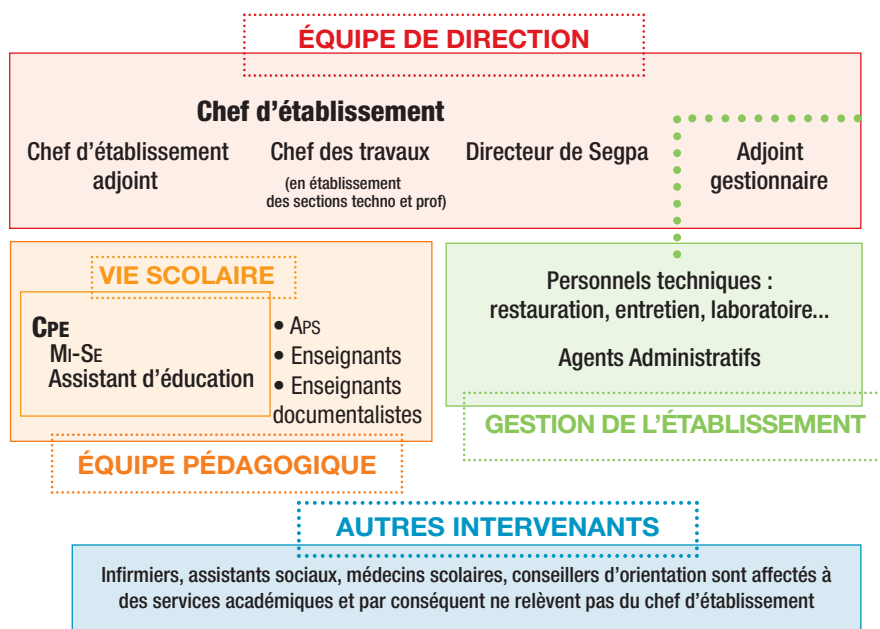 ÉQUIPE DE DIRECTION
Chef d'établissement
Chef d'établissement
adjoint
Chef des travaux
(en établissement
des sections techno et prof)
Directeur de Segpa
Adjoint
gestionnaire
VIE SCOLAIRE
CPE
MI-SE
Assistant d'éducation
• APS
• Enseignants
• Enseignants
documentalistes
ÉQUIPE PÉDAGOGIQUE
Personnels techniques :
restauration, entretien, laboratoire...
Agents Administratifs
GESTION DE L'ÉTABLISSEMENT
AUTRES INTERVENANTS
Infirmiers, assistants sociaux, médecins scolaires, conseillers d'orientation sont affectés à
des services académiques et par conséquent ne relèvent pas du chef d'établissement